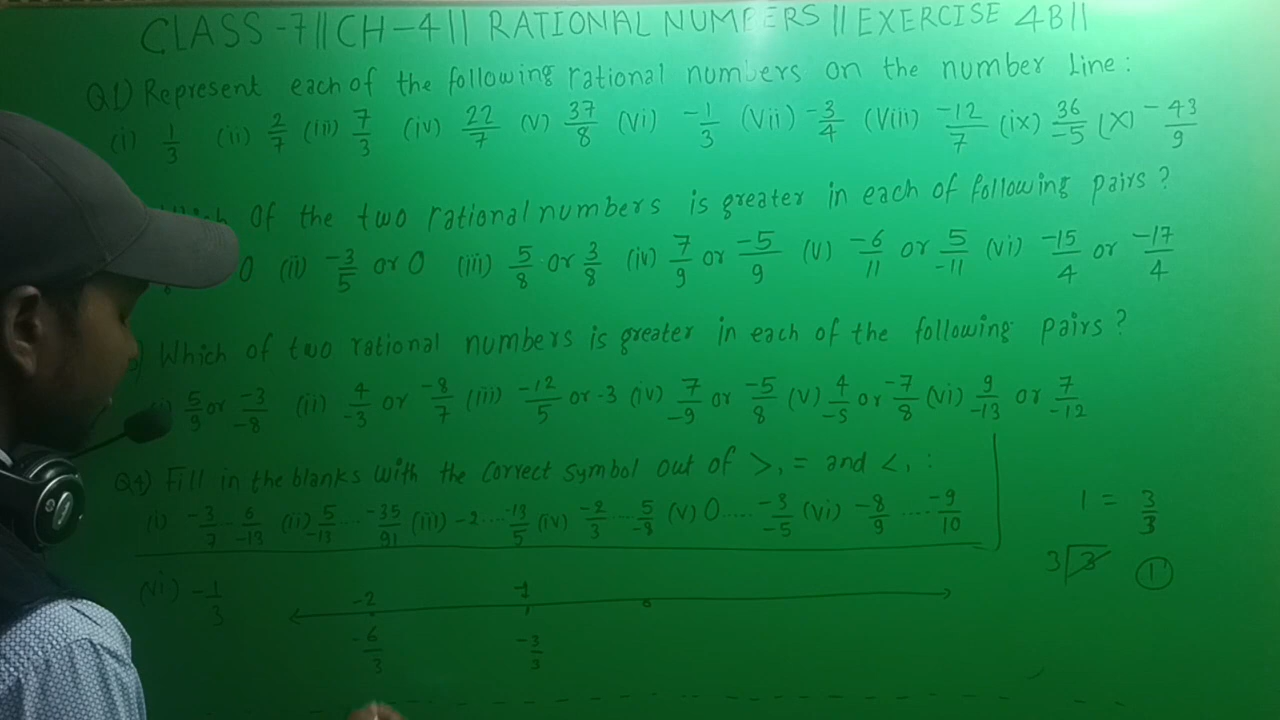 CLASS -7 || CH-4 || RATIONAL NUMBERS || EXERCISE 4B ||
Q1) Represent each of the following rational numbers on the number line:
(i) 1/3 (ii) 2/7 (iii) 7/3 (iv) 22/7 (v) 37/8 (vi) -1/3 (vii) -3/4 (viii) -12/7 (ix) 36/-5 (x) -43/9
of the two rational numbers is greater in each of following pairs?
0 (ii) -3/5 or 0 (iii) 5/8 or 3/8 (iv) 7/9 or -5/9 (v) -6/11 or 5/-11 (vi) -15/4 or -17/4
) Which of two rational numbers is greater in each of the following pairs?
) 5/9 or -3/-8 (ii) 4/-3 or -8/7 (iii) -12/5 or -3 (iv) 7/-9 or -5/8 (v) 4/-5 or -7/8 (vi) 9/-13 or 7/-12
Q4) Fill in the blanks with the correct symbol out of >, = and <, :
(i) -3/7 ... 6/-13 (ii) 5/-13 .... -35/91 (iii) -2 .... -13/5 (iv) -2/3 ..... 5/-8 (v) 0 ..... -3/-5 (vi) -8/9 ..... -9/10
1 = 3/3
3 3 1
(vi) -1/3
-2 -1 0
-6/3 -3/3